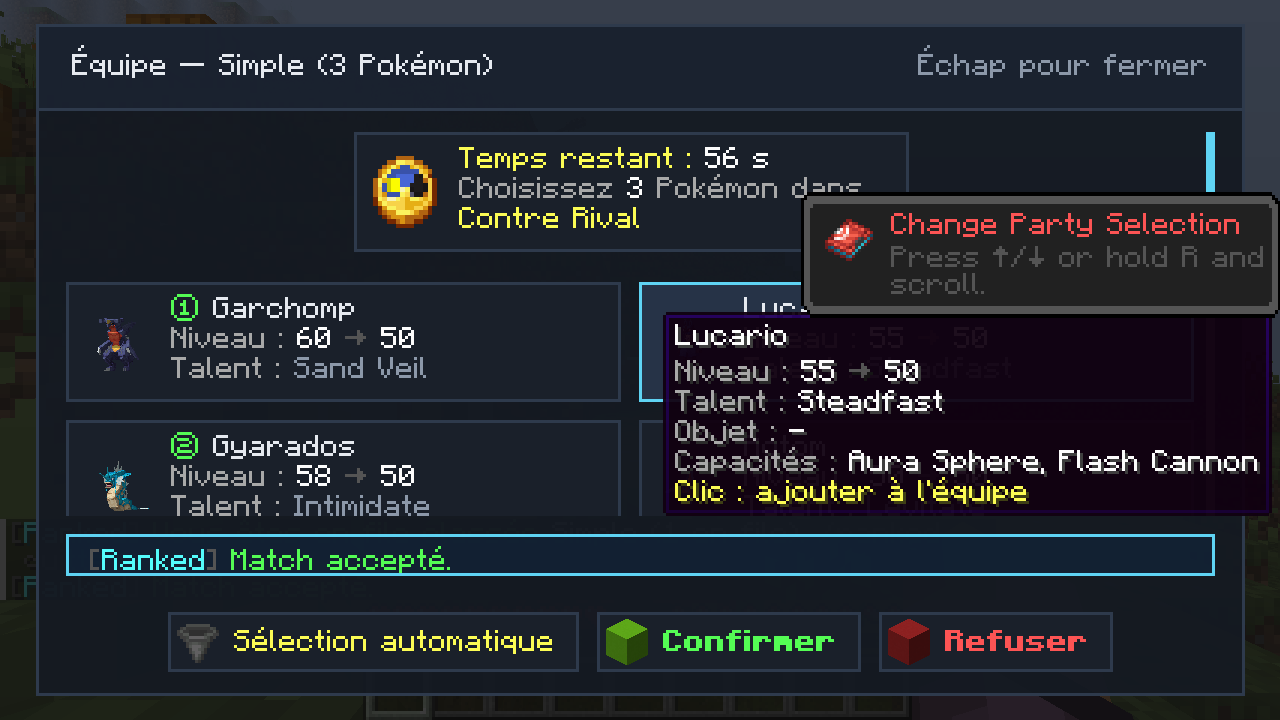 Équipe — Simple (3 Pokémon)
Échap pour fermer
Temps restant : 56 s
Choisissez 3 Pokémon dans
Contre Rival
Change Party Selection
Press ↑/↓ or hold R and
scroll.
① Garchomp
Niveau : 60 → 50
Talent : Sand Veil
Lucario
Niveau : 55 → 50
Talent : Steadfast
Objet : —
Capacités : Aura Sphere, Flash Cannon
Clic : ajouter à l'équipe
② Gyarados
Niveau : 58 → 50
Talent : Intimidate
[Ranked] Match accepté.
Sélection automatique
Confirmer
Refuser